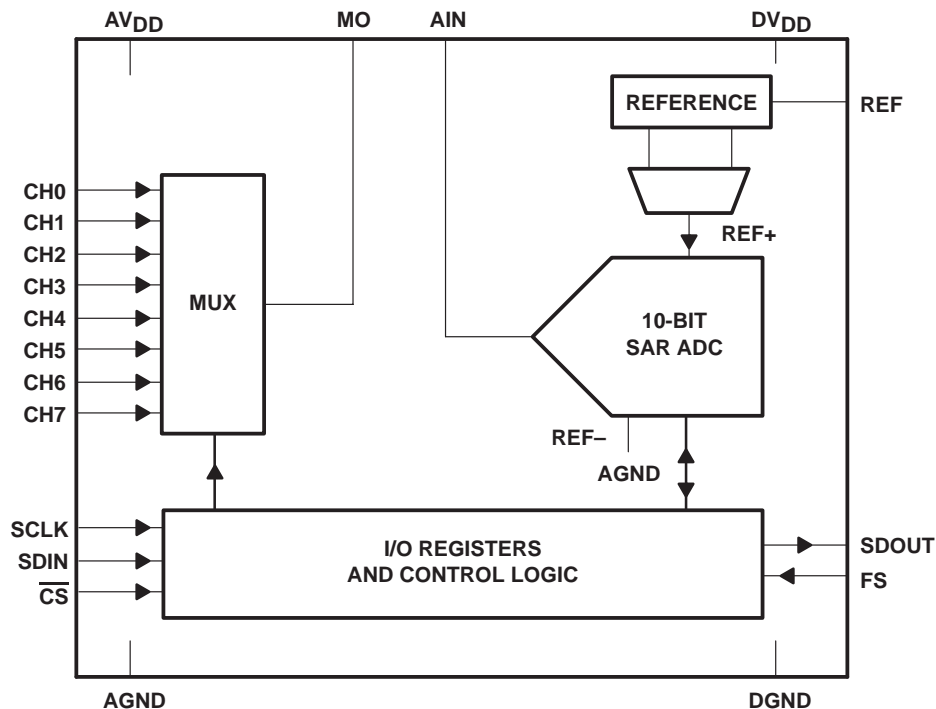 AVDD
MO
AIN
DVDD
REFERENCE
REF
CH0
CH1
CH2
CH3
CH4
CH5
CH6
CH7
MUX
REF+
10-BIT
SAR ADC
REF–
AGND
SCLK
SDIN
CS
I/O REGISTERS
AND CONTROL LOGIC
SDOUT
FS
AGND
DGND